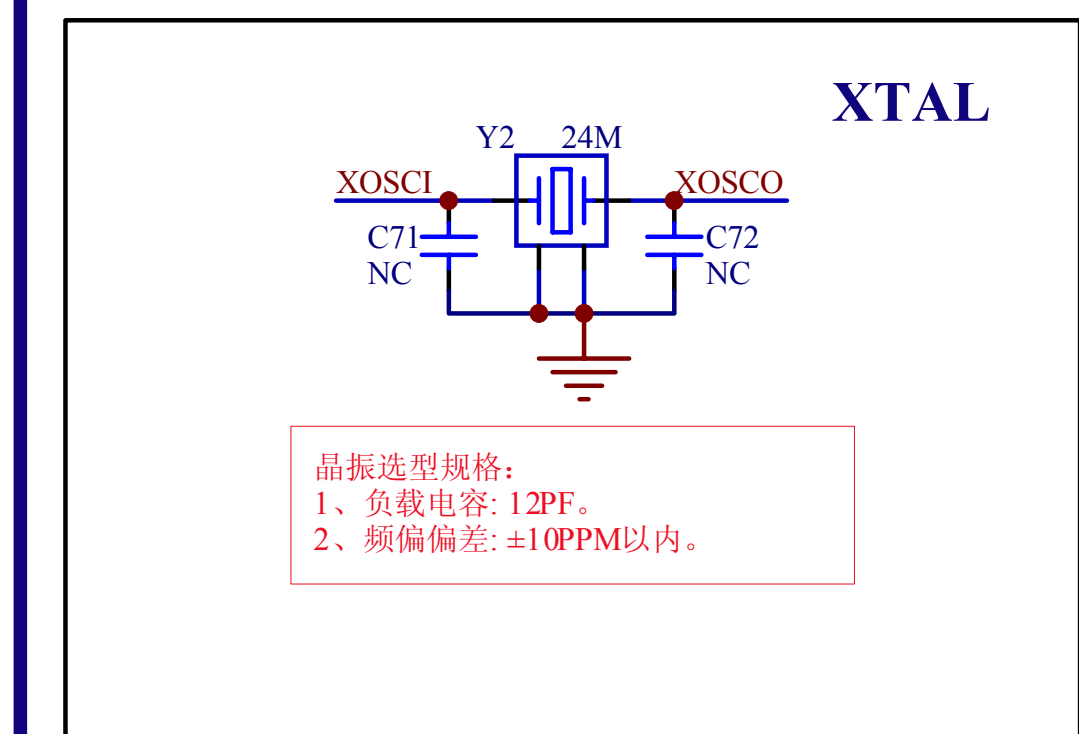 XTAL
Y2 24M
XOSCI XOSCO
C71 C72
NC NC
晶振选型规格：
1、负载电容: 12PF。
2、频偏偏差: ±10PPM以内。